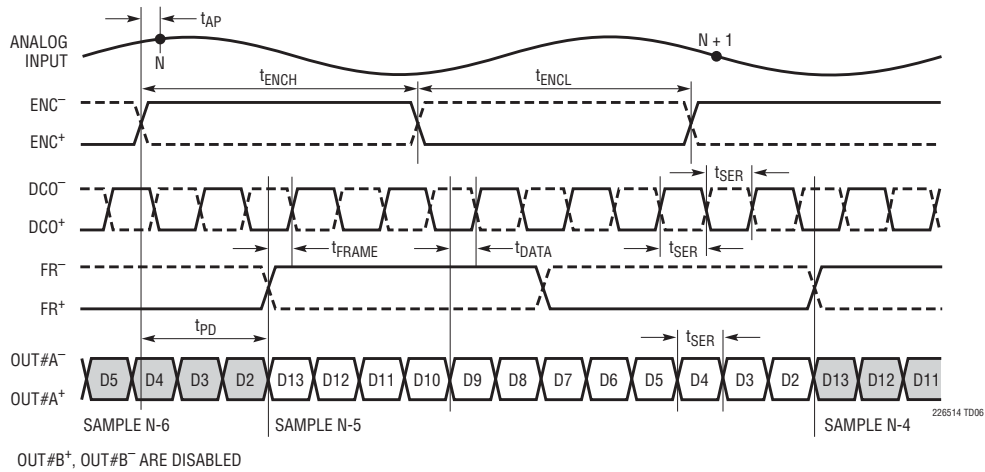 tAP
ANALOG INPUT
N
N + 1
tENCH
tENCL
ENC–
ENC+
tSER
DCO–
DCO+
tFRAME
tDATA
tSER
FR–
FR+
tPD
tSER
OUT#A–
OUT#A+
D5 D4 D3 D2 D13 D12 D11 D10 D9 D8 D7 D6 D5 D4 D3 D2 D13 D12 D11
SAMPLE N-6
SAMPLE N-5
SAMPLE N-4
226514 TD06
OUT#B+, OUT#B– ARE DISABLED